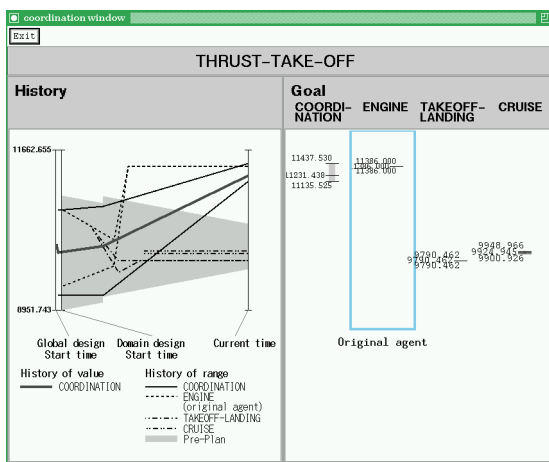 coordination window
Exit
THRUST-TAKE-OFF
History
Goal
COORDI-
NATION
ENGINE
TAKEOFF-
LANDING
CRUISE
11662.655
8951.743
Global design
Start time
Domain design
Start time
Current time
History of value
COORDINATION
History of range
COORDINATION
ENGINE
(original agent)
TAKEOFF-LANDING
CRUISE
Pre-Plan
11437.530
11231.438
11135.525
11386.000
11386.000
11386.000
9790.462
9790.462
9790.462
9948.966
9924.945
9900.926
Original agent